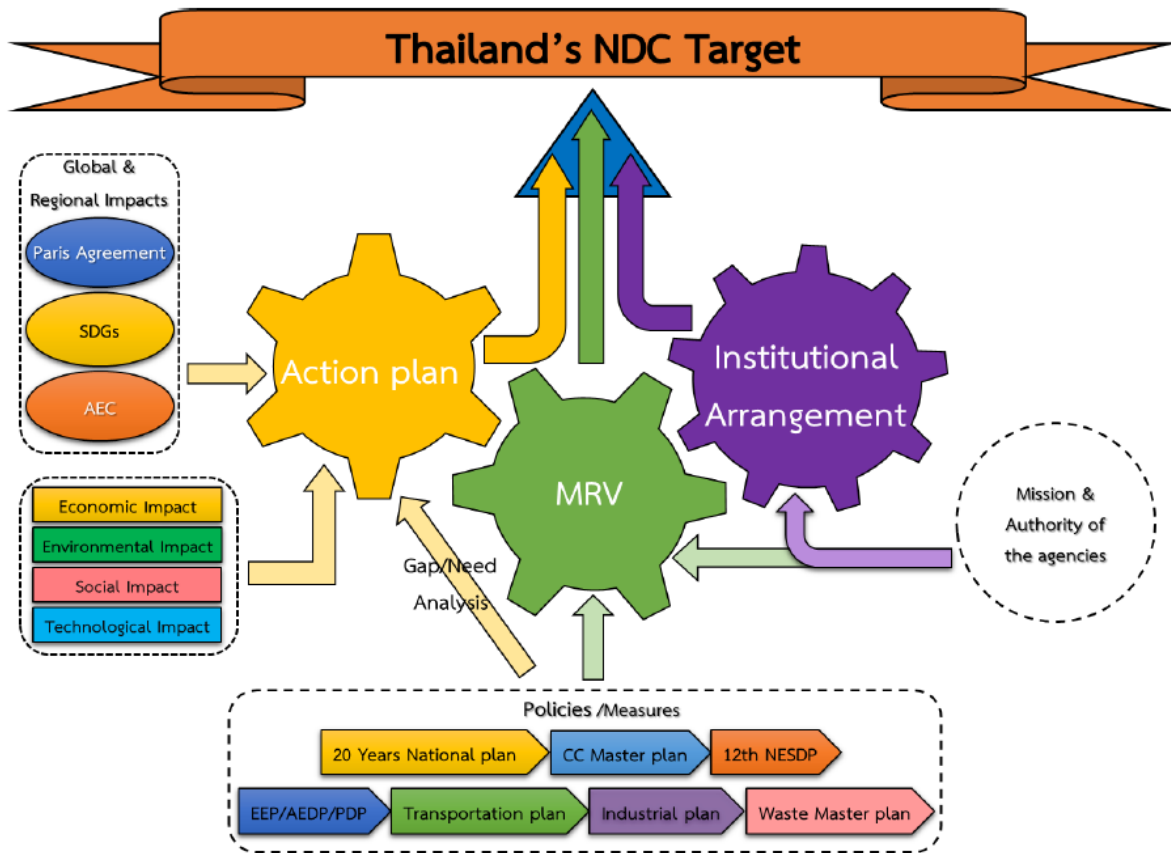 Thailand's NDC Target
Global &
Regional Impacts
Paris Agreement
SDGs
AEC
Economic Impact
Environmental Impact
Social Impact
Technological Impact
Action plan
MRV
Institutional
Arrangement
Gap/Need
Analysis
Mission &
Authority of
the agencies
Policies /Measures
20 Years National plan
CC Master plan
12th NESDP
EEP/AEDP/PDP
Transportation plan
Industrial plan
Waste Master plan